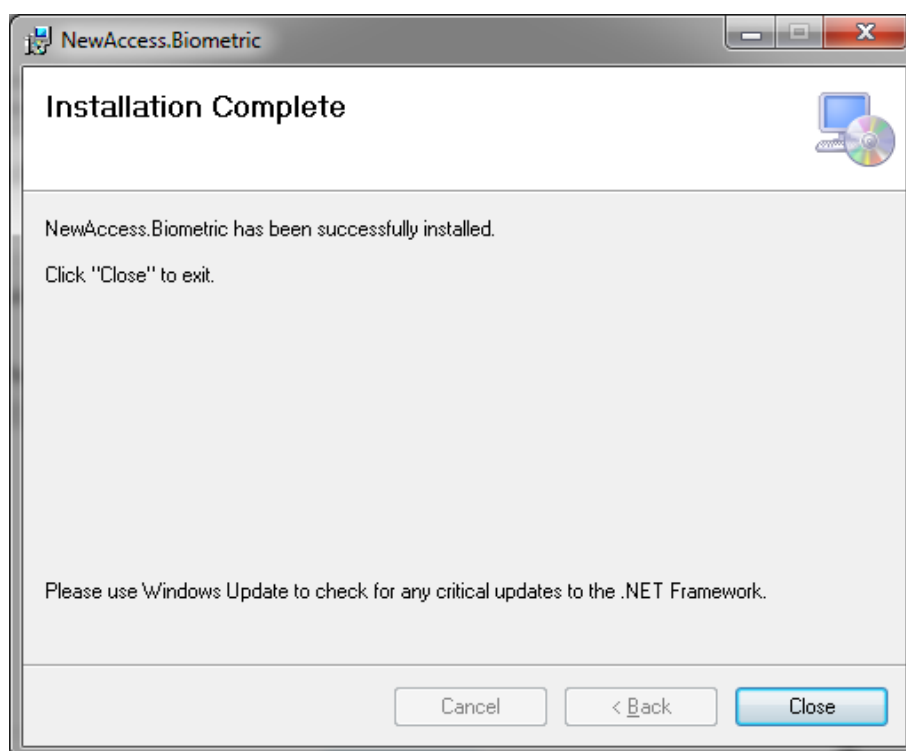 NewAccess.Biometric
Installation Complete
NewAccess.Biometric has been successfully installed.
Click "Close" to exit.
Please use Windows Update to check for any critical updates to the .NET Framework.
Cancel
< Back
Close